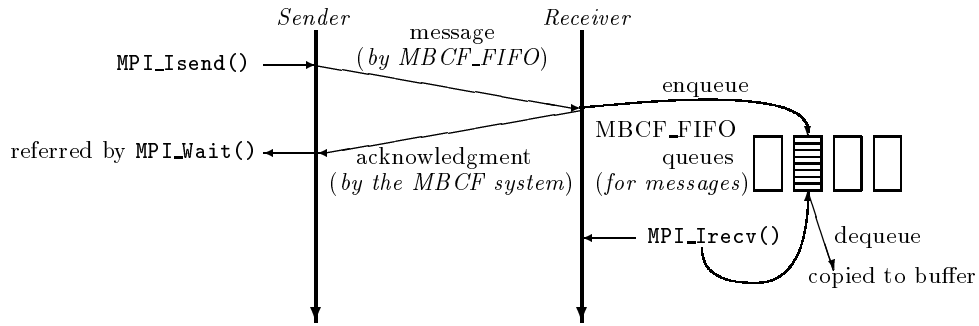 Sender
Receiver
message
(by MBCF_FIFO)
MPI_Isend()
enqueue
MBCF_FIFO
queues
(for messages)
referred by MPI_Wait()
acknowledgment
(by the MBCF system)
MPI_Irecv()
dequeue
copied to buffer